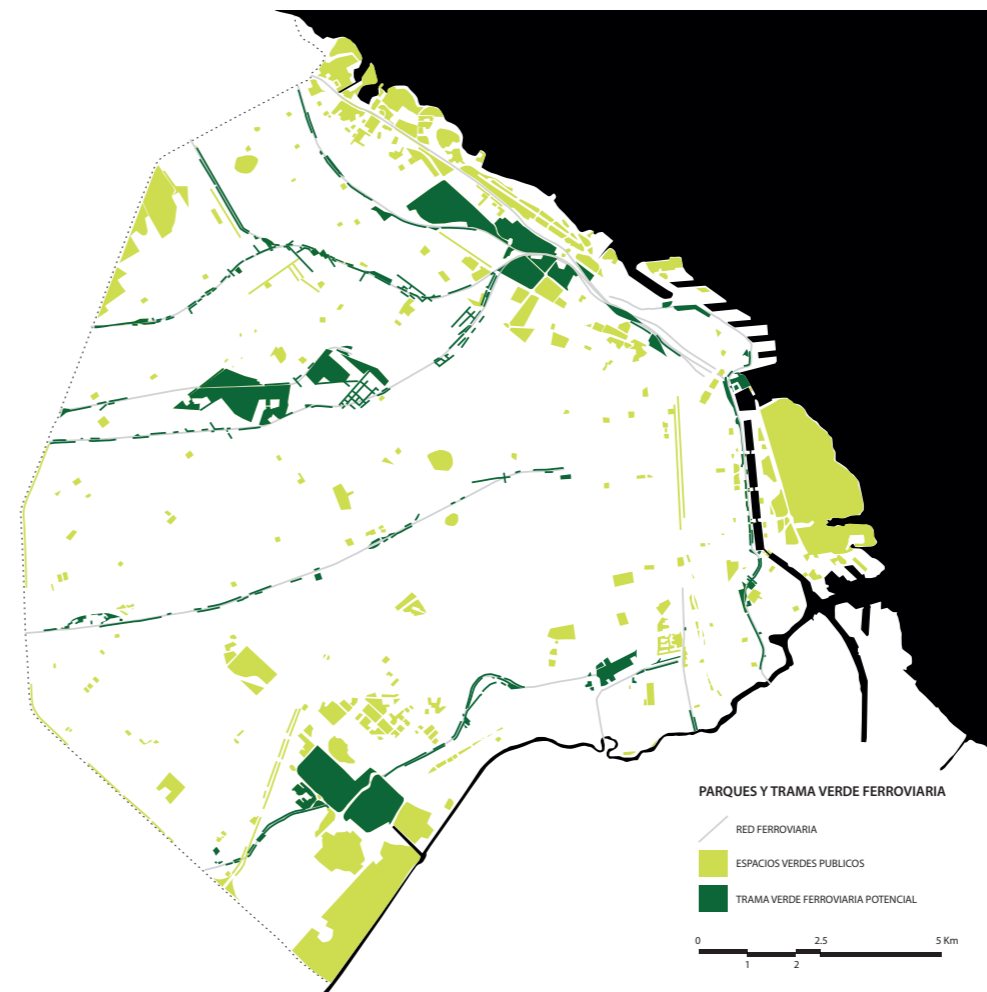 PARQUES Y TRAMA VERDE FERROVIARIA
RED FERROVIARIA
ESPACIOS VERDES PUBLICOS
TRAMA VERDE FERROVIARIA POTENCIAL
0 2.5 5 Km
1 2